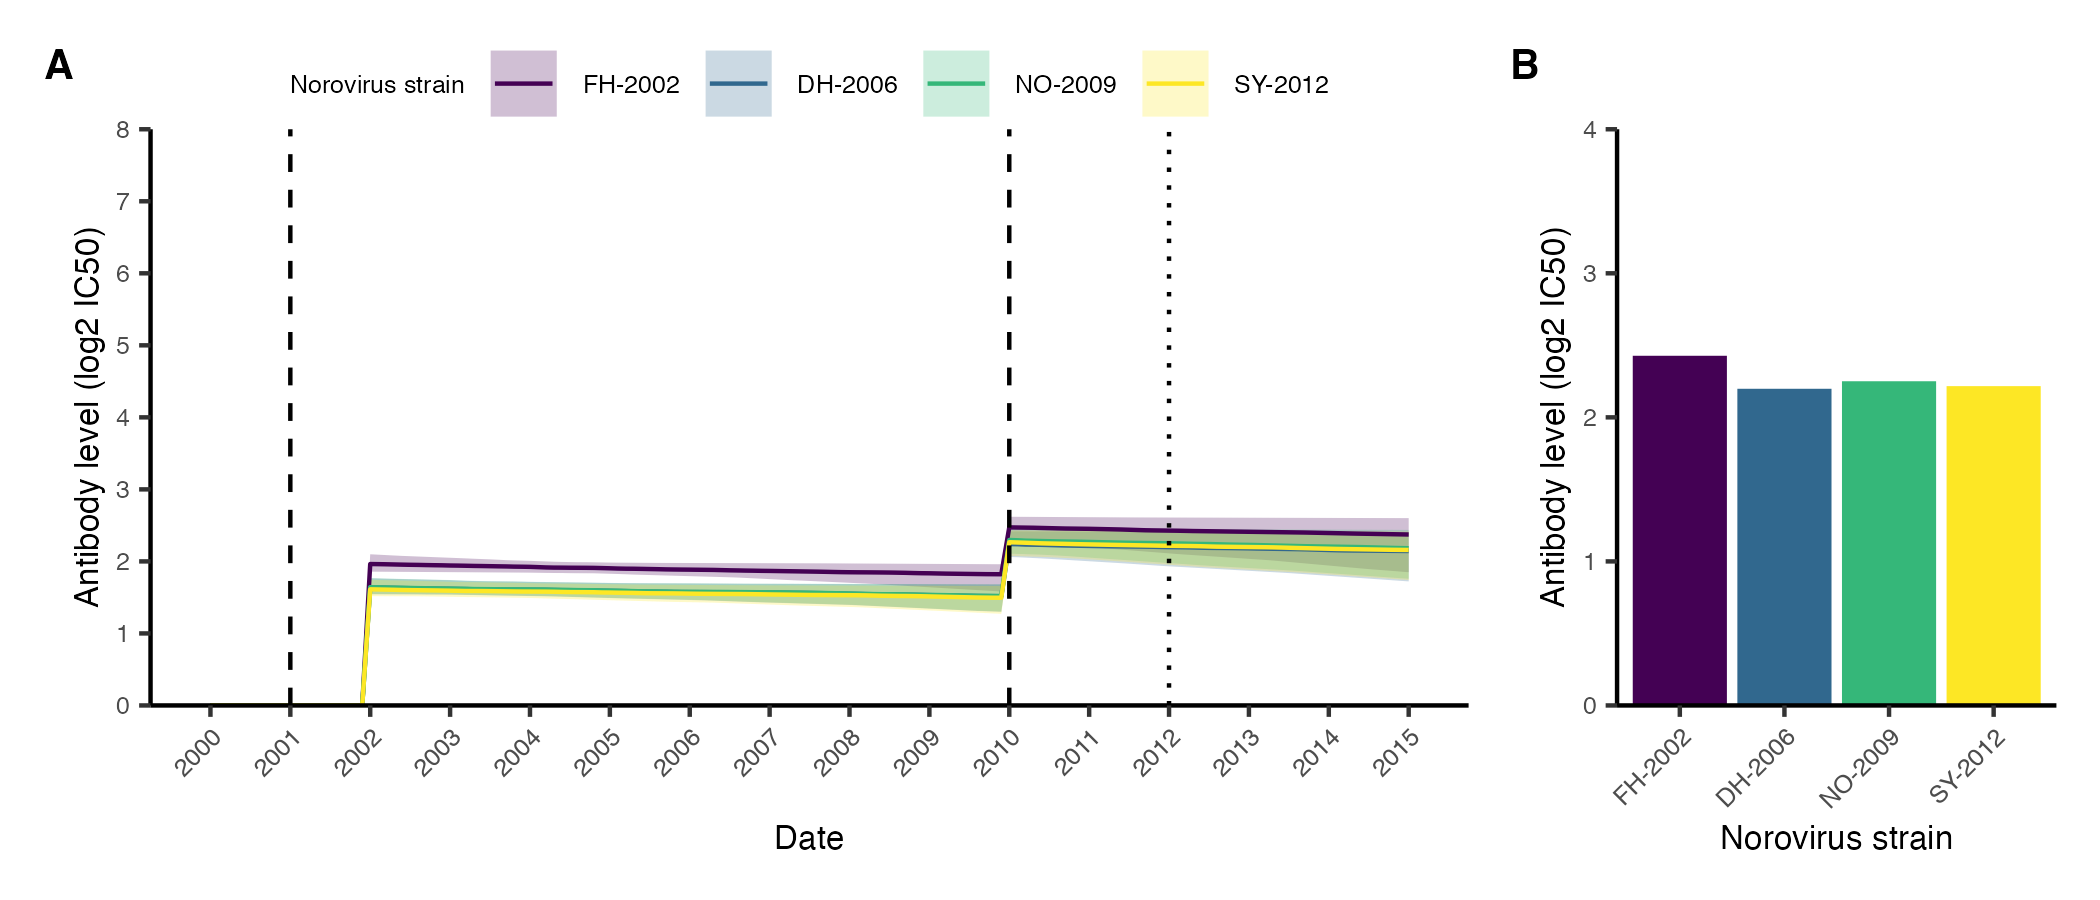 A
Norovirus strain FH-2002 DH-2006 NO-2009 SY-2012
Antibody level (log2 IC50)
8
7
6
5
4
3
2
1
0
2000 2001 2002 2003 2004 2005 2006 2007 2008 2009 2010 2011 2012 2013 2014 2015
Date
B
Antibody level (log2 IC50)
4
3
2
1
0
FH-2002 DH-2006 NO-2009 SY-2012
Norovirus strain